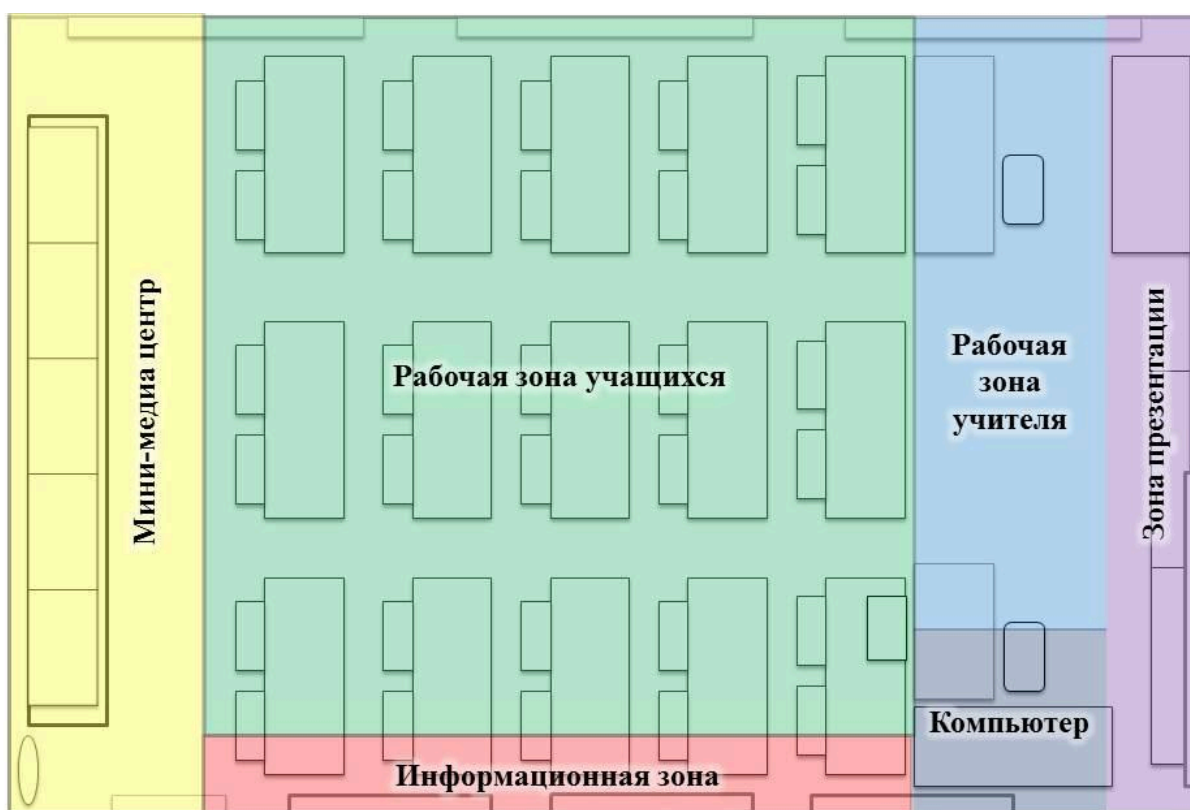 Мини-медиа центр
Рабочая зона учащихся
Рабочая
зона
учителя
Зона презентации
Компьютер
Информационная зона